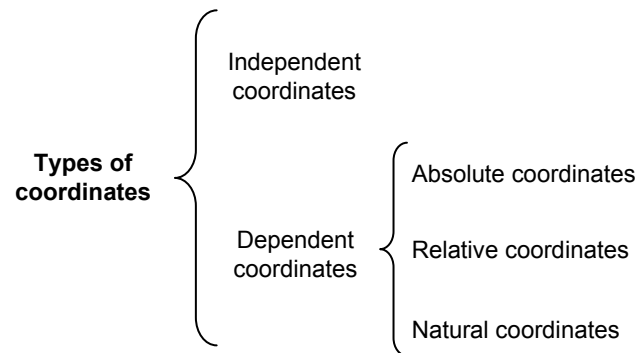 Types of
coordinates
Independent
coordinates
Dependent
coordinates
Absolute coordinates
Relative coordinates
Natural coordinates